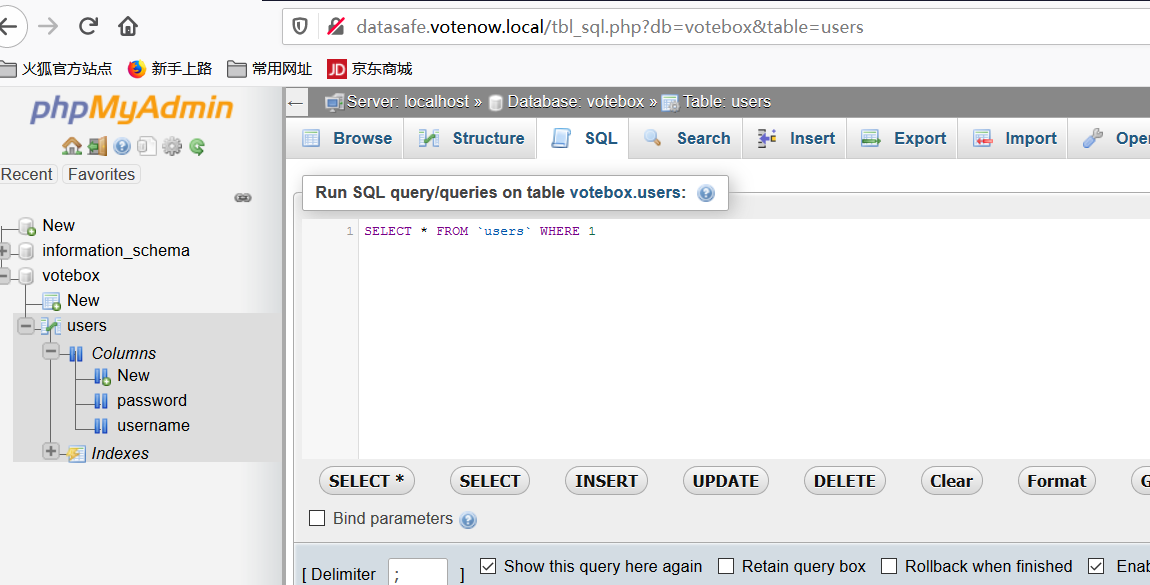 datasafe.votenow.local/tbl_sql.php?db=votebox&table=users
火狐官方站点 新手上路 常用网址 JD 京东商城
phpMyAdmin
Recent Favorites
New
information_schema
votebox
New
users
Columns
New
password
username
Indexes
← Server: localhost » Database: votebox » Table: users
Browse Structure SQL Search Insert Export Import Oper
Run SQL query/queries on table votebox.users:
1 SELECT * FROM `users` WHERE 1
SELECT * SELECT INSERT UPDATE DELETE Clear Format G
Bind parameters
[ Delimiter ; ] Show this query here again Retain query box Rollback when finished Enab